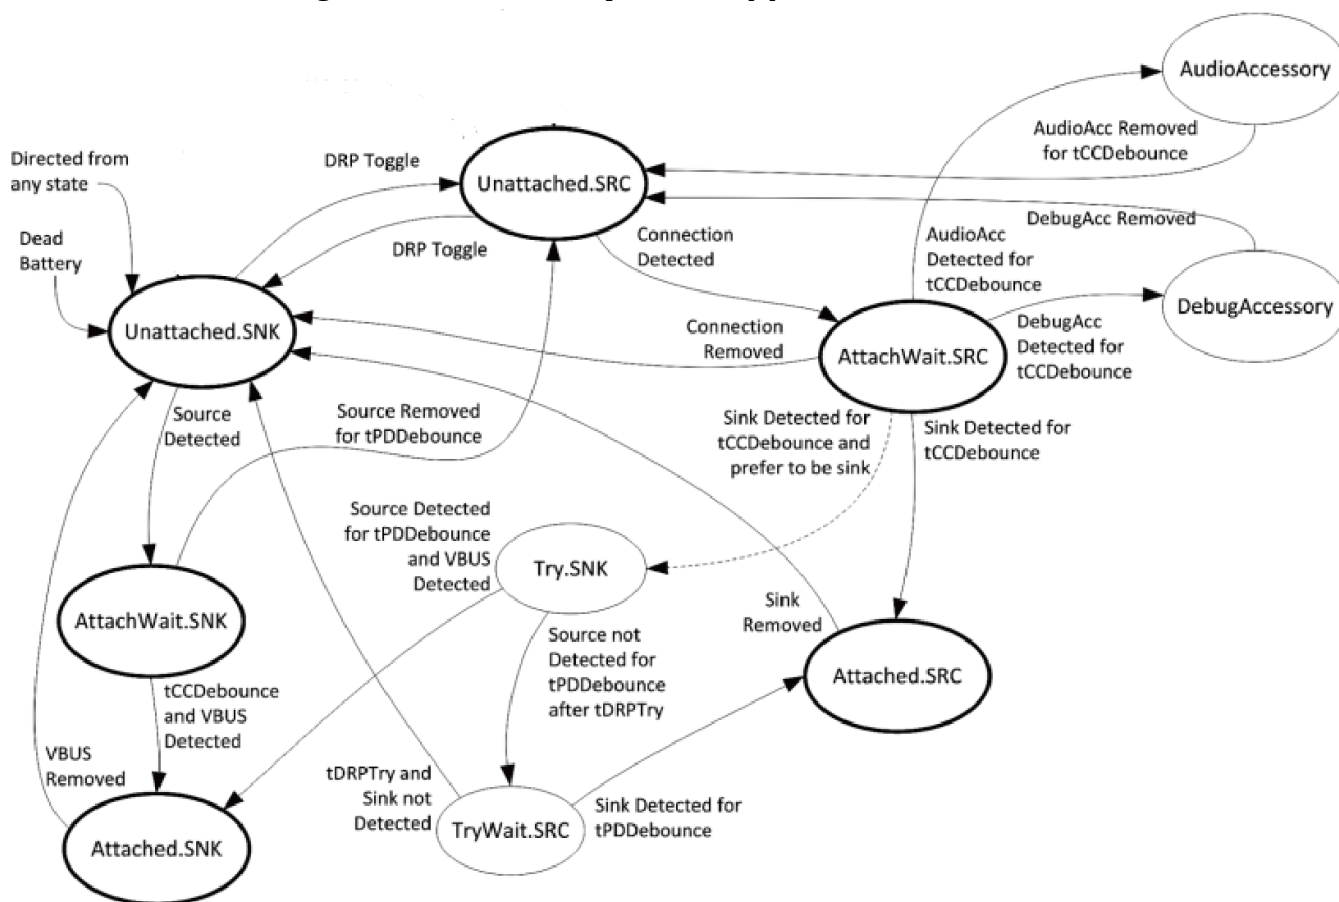 AudioAccessory
AudioAcc Removed
for tCCDebounce
Directed from
any state
DRP Toggle
Unattached.SRC
DebugAcc Removed
Dead
Battery
DRP Toggle
Connection
Detected
AudioAcc
Detected for
tCCDebounce
DebugAccessory
Unattached.SNK
Connection
Removed
AttachWait.SRC
DebugAcc
Detected for
tCCDebounce
Source
Detected
Source Removed
for tPDDebounce
Sink Detected for
tCCDebounce and
prefer to be sink
Sink Detected for
tCCDebounce
Source Detected
for tPDDebounce
and VBUS
Detected
Try.SNK
AttachWait.SNK
Sink
Removed
Source not
Detected for
tPDDebounce
after tDRPTry
Attached.SRC
tCCDebounce
and VBUS
Detected
VBUS
Removed
tDRPTry and
Sink not
Detected
TryWait.SRC
Sink Detected for
tPDDebounce
Attached.SNK